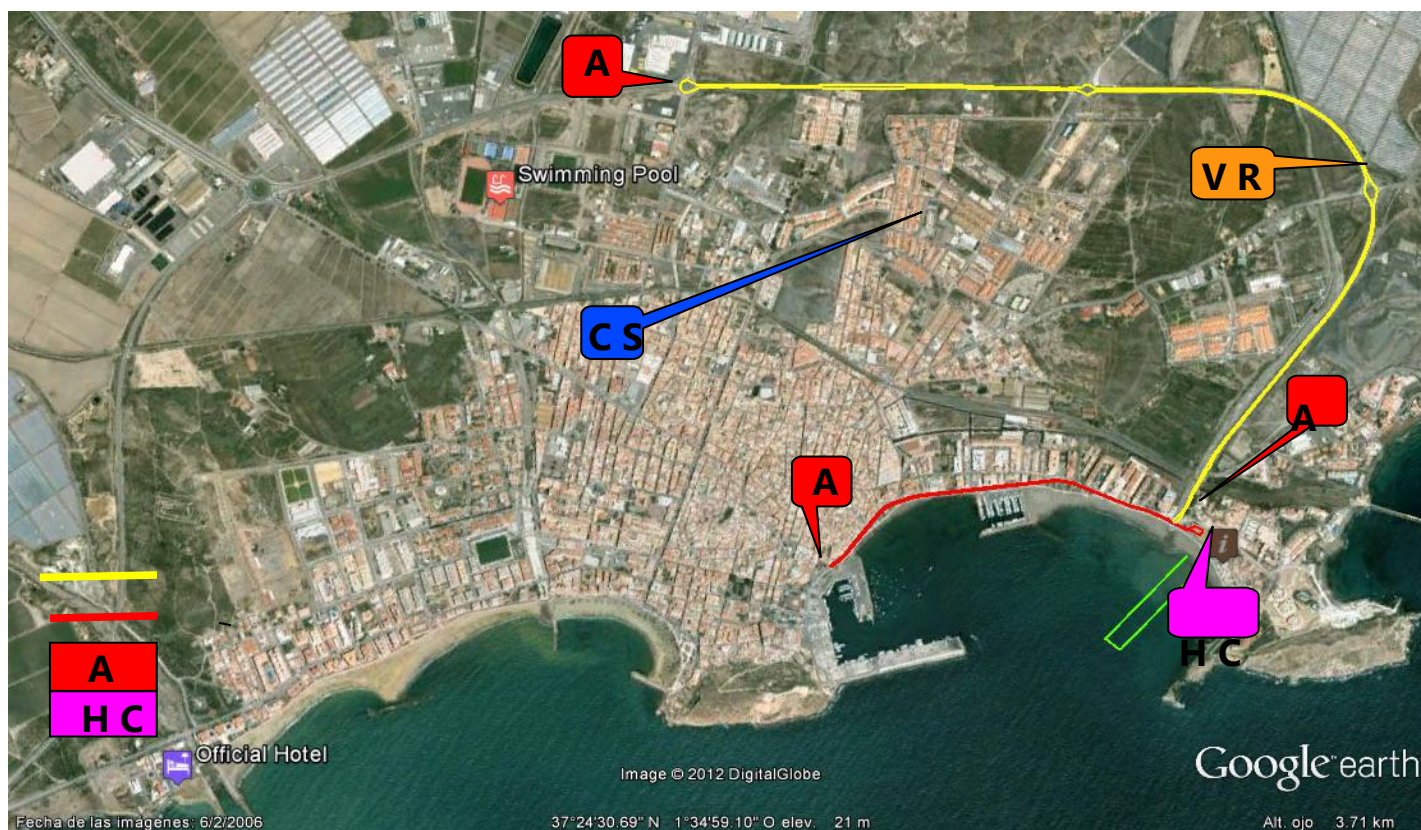 A
V R
Swimming Pool
C S
A
A
A
H C
H C
i
Official Hotel
Image © 2012 DigitalGlobe
Google earth
Fecha de las imágenes: 6/2/2006
37°24'30.69" N 1°34'59.10" O elev. 21 m
Alt. ojo 3.71 km